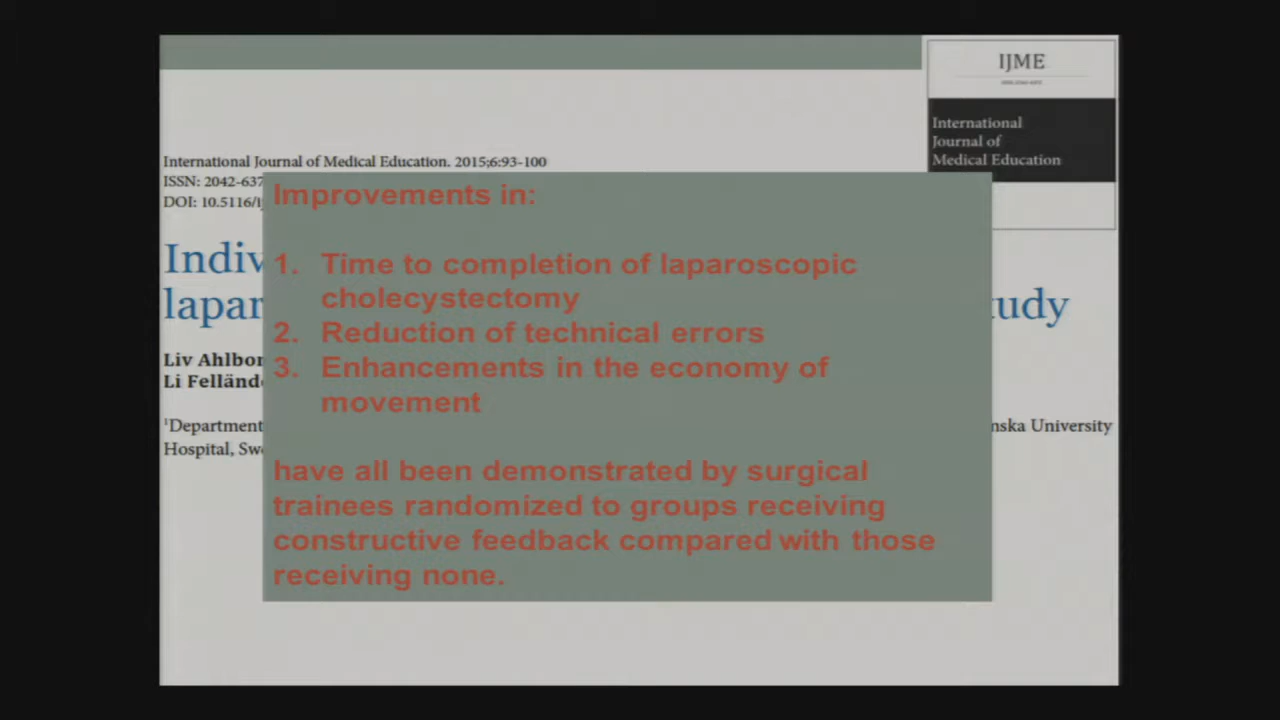 IJME
International
Journal of
Medical Education
International Journal of Medical Education. 2015;6:93-100
ISSN: 2042-637
DOI: 10.5116/ij
Improvements in:
Indiv
1. Time to completion of laparoscopic
cholecystectomy
lapar
tudy
2. Reduction of technical errors
Liv Ahlbor
3. Enhancements in the economy of
Li Felländ
movement
¹Department
nska University
Hospital, Swe
have all been demonstrated by surgical
trainees randomized to groups receiving
constructive feedback compared with those
receiving none.